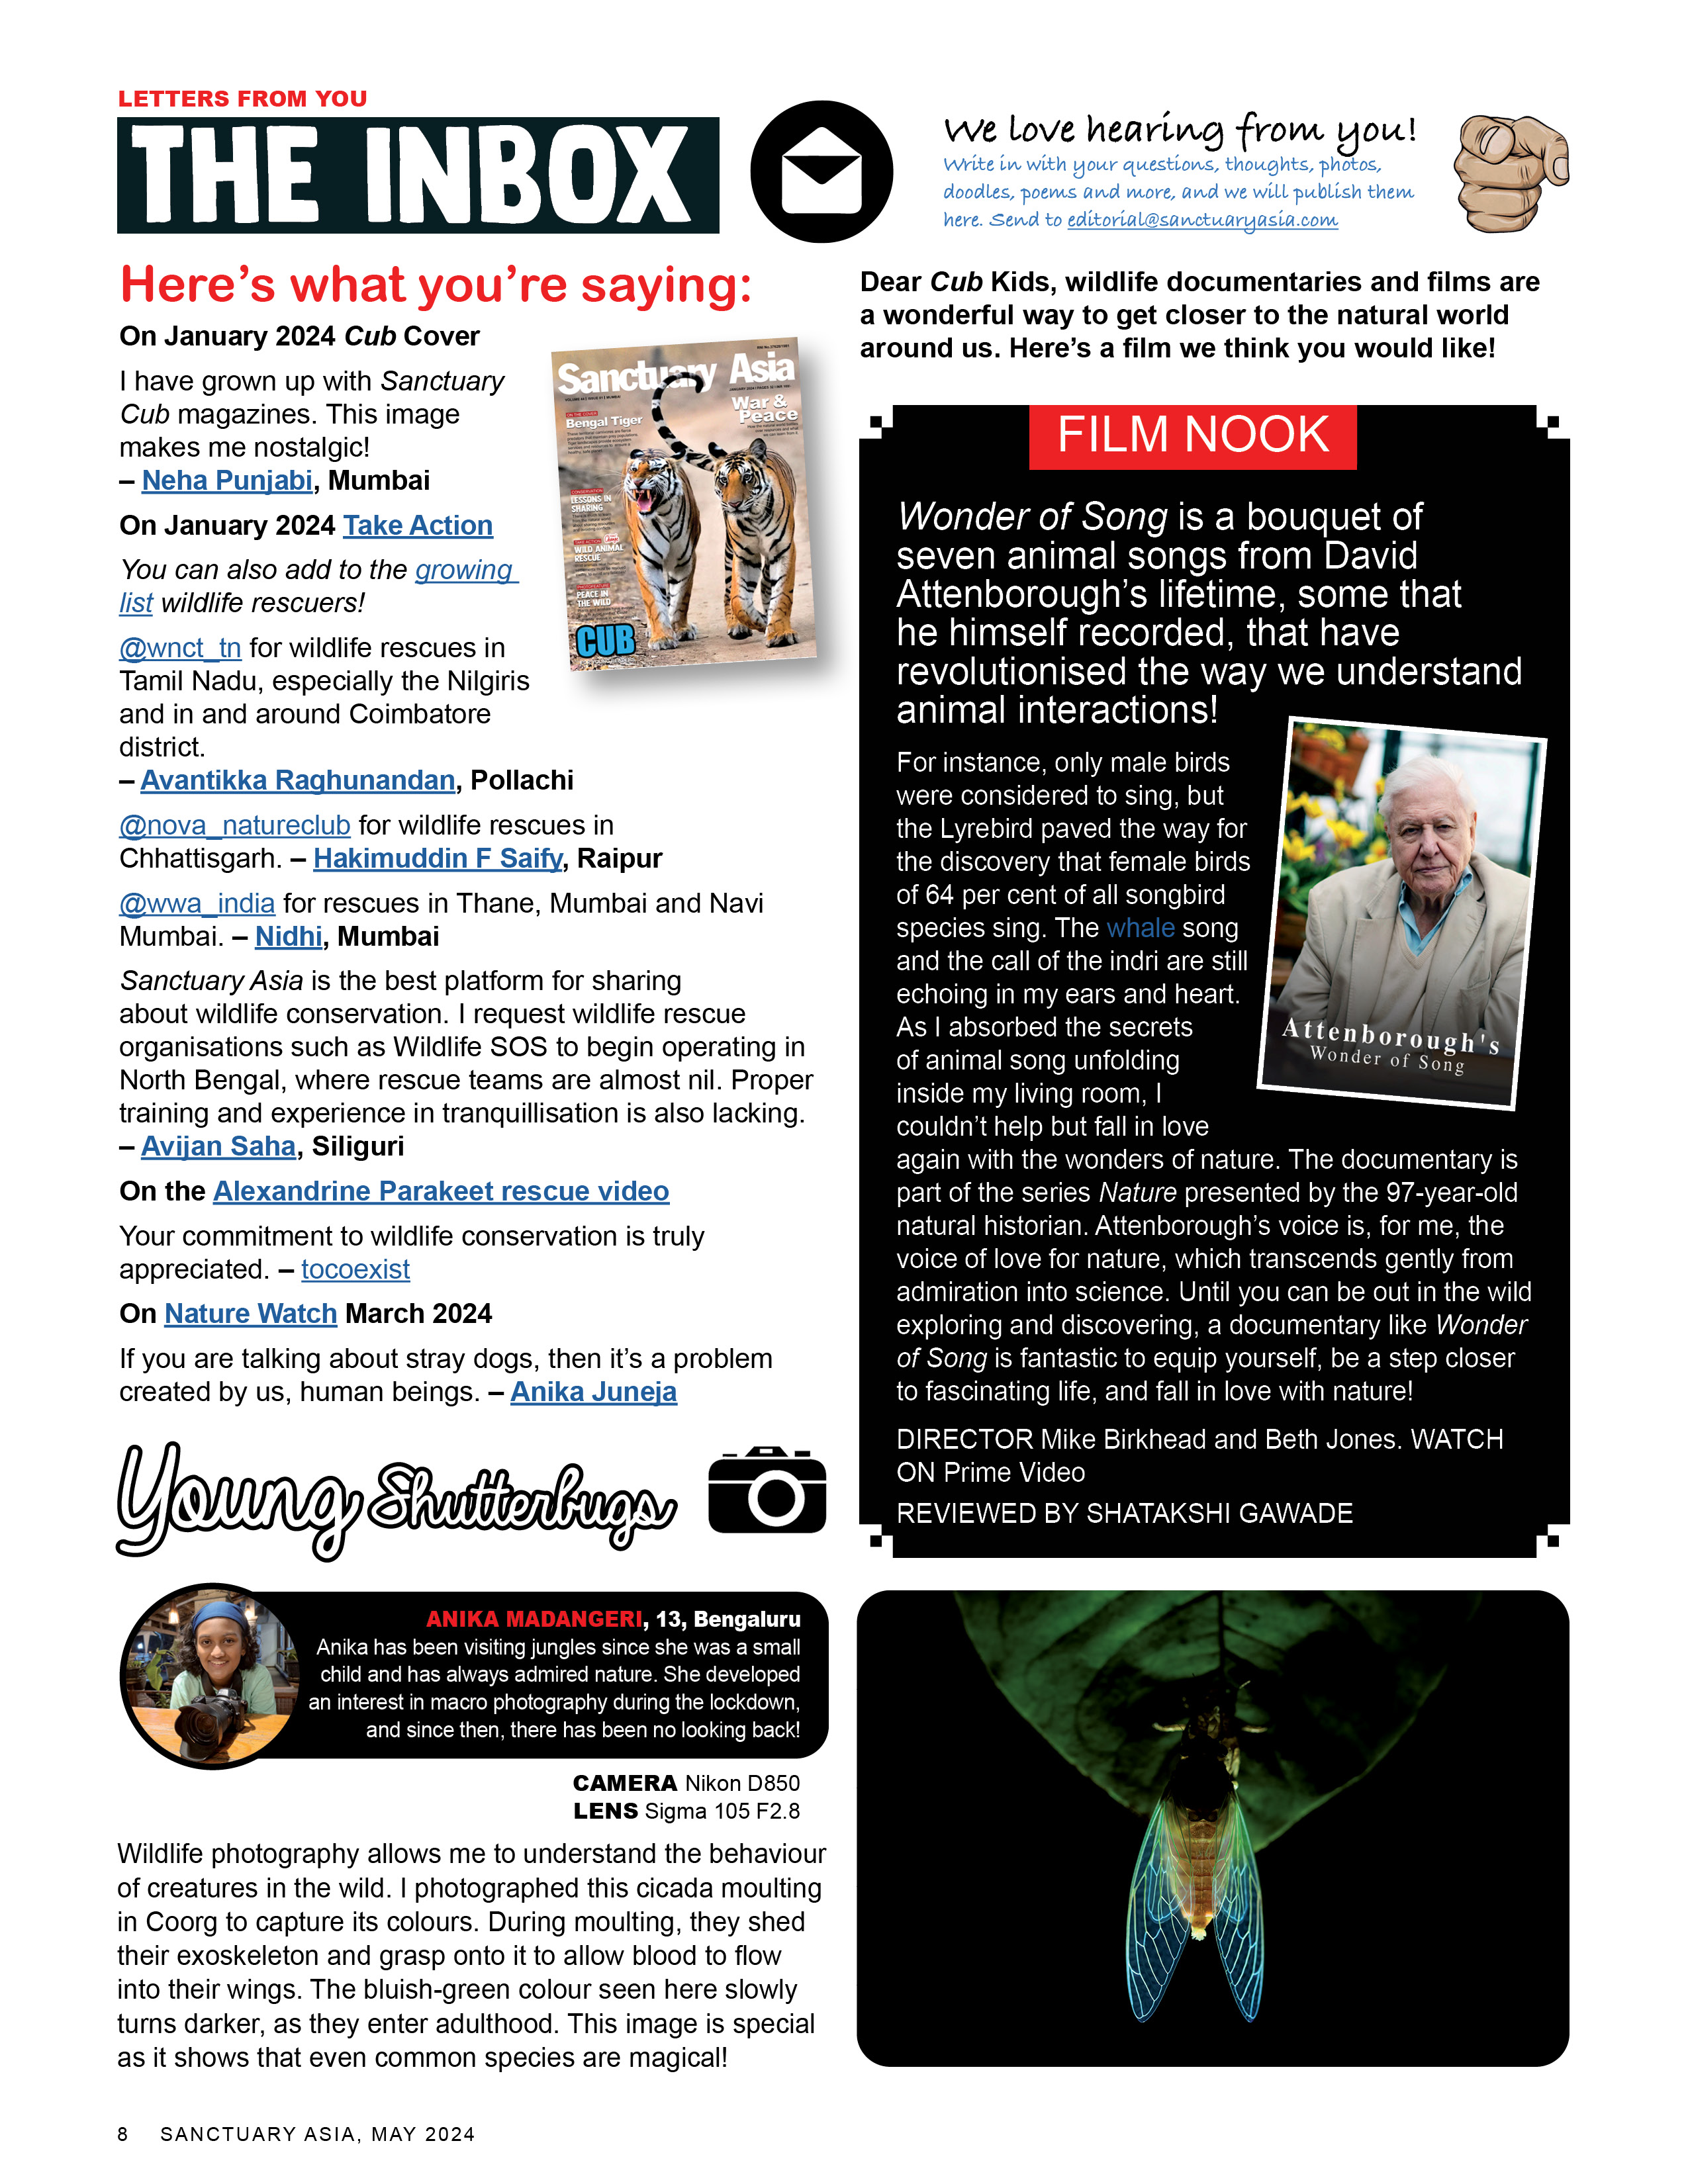 LETTERS FROM YOU
THE INBOX
We love hearing from you!
Write in with your questions, thoughts, photos,
doodles, poems and more, and we will publish them
here. Send to editorial@sanctuaryasia.com
Here's what you're saying:
On January 2024 Cub Cover
I have grown up with Sanctuary
Cub magazines. This image
makes me nostalgic!
– Neha Punjabi, Mumbai
On January 2024 Take Action
You can also add to the growing
list wildlife rescuers!
@wnct_tn for wildlife rescues in
Tamil Nadu, especially the Nilgiris
and in and around Coimbatore
district.
– Avantikka Raghunandan, Pollachi
@nova_natureclub for wildlife rescues in
Chhattisgarh. – Hakimuddin F Saify, Raipur
@wwa_india for rescues in Thane, Mumbai and Navi
Mumbai. – Nidhi, Mumbai
Sanctuary Asia is the best platform for sharing
about wildlife conservation. I request wildlife rescue
organisations such as Wildlife SOS to begin operating in
North Bengal, where rescue teams are almost nil. Proper
training and experience in tranquillisation is also lacking.
– Avijan Saha, Siliguri
On the Alexandrine Parakeet rescue video
Your commitment to wildlife conservation is truly
appreciated. – tocoexist
On Nature Watch March 2024
If you are talking about stray dogs, then it's a problem
created by us, human beings. – Anika Juneja
Sanctuary Asia
War &
Peace
ON THE COVER
Bengal Tiger
CONSERVATION
LESSONS IN
SHARING
TAKE ACTION
WILD ANIMAL
RESCUE
PHOTOFEATURE
PEACE IN
THE WILD
CUB
Dear Cub Kids, wildlife documentaries and films are
a wonderful way to get closer to the natural world
around us. Here's a film we think you would like!
FILM NOOK
Wonder of Song is a bouquet of
seven animal songs from David
Attenborough's lifetime, some that
he himself recorded, that have
revolutionised the way we understand
animal interactions!
For instance, only male birds
were considered to sing, but
the Lyrebird paved the way for
the discovery that female birds
of 64 per cent of all songbird
species sing. The whale song
and the call of the indri are still
echoing in my ears and heart.
As I absorbed the secrets
of animal song unfolding
inside my living room, I
couldn't help but fall in love
again with the wonders of nature. The documentary is
part of the series Nature presented by the 97-year-old
natural historian. Attenborough's voice is, for me, the
voice of love for nature, which transcends gently from
admiration into science. Until you can be out in the wild
exploring and discovering, a documentary like Wonder
of Song is fantastic to equip yourself, be a step closer
to fascinating life, and fall in love with nature!
DIRECTOR Mike Birkhead and Beth Jones. WATCH
ON Prime Video
REVIEWED BY SHATAKSHI GAWADE
Attenborough's
Wonder of Song
Young Shutterbugs
ANIKA MADANGERI, 13, Bengaluru
Anika has been visiting jungles since she was a small
child and has always admired nature. She developed
an interest in macro photography during the lockdown,
and since then, there has been no looking back!
CAMERA Nikon D850
LENS Sigma 105 F2.8
Wildlife photography allows me to understand the behaviour
of creatures in the wild. I photographed this cicada moulting
in Coorg to capture its colours. During moulting, they shed
their exoskeleton and grasp onto it to allow blood to flow
into their wings. The bluish-green colour seen here slowly
turns darker, as they enter adulthood. This image is special
as it shows that even common species are magical!
8 SANCTUARY ASIA, MAY 2024